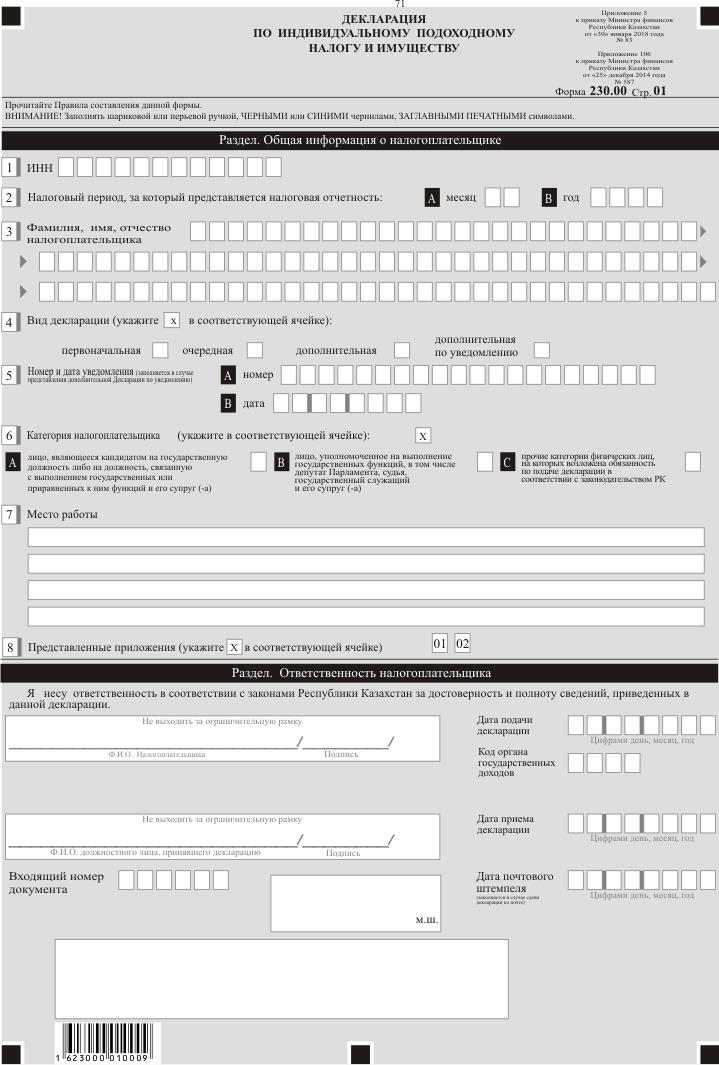 71
ДЕКЛАРАЦИЯ
ПО ИНДИВИДУАЛЬНОМУ ПОДОХОДНОМУ
НАЛОГУ И ИМУЩЕСТВУ
Приложение 5
к приказу Министра финансов
Республики Казахстан
от «30» января 2018 года
№ 83
Приложение 106
к приказу Министра финансов
Республики Казахстан
от «25» декабря 2014 года
№ 587
Форма 230.00 Стр. 01
Прочитайте Правила составления данной формы.
ВНИМАНИЕ! Заполнять шариковой или перьевой ручкой, ЧЕРНЫМИ или СИНИМИ чернилами, ЗАГЛАВНЫМИ ПЕЧАТНЫМИ символами.
Раздел. Общая информация о налогоплательщике
1 ИНН
2 Налоговый период, за который представляется налоговая отчетность: A месяц B год
3 Фамилия, имя, отчество
налогоплательщика
4 Вид декларации (укажите x в соответствующей ячейке):
первоначальная очередная дополнительная дополнительная
по уведомлению
5 Номер и дата уведомления (заполняется в случае
представления дополнительной Декларации по уведомлению)
A номер
B дата
6 Категория налогоплательщика (укажите в соответствующей ячейке): X
A лицо, являющееся кандидатом на государственную
должность либо на должность, связанную
с выполнением государственных или
приравненных к ним функций и его супруг (-а)
B лицо, уполномоченное на выполнение
государственных функций, в том числе
депутат Парламента, судья,
государственный служащий
и его супруг (-а)
C прочие категории физических лиц,
на которых возложена обязанность
по подаче декларации в
соответствии с законодательством РК
7 Место работы
8 Представленные приложения (укажите X в соответствующей ячейке) 01 02
Раздел. Ответственность налогоплательщика
Я несу ответственность в соответствии с законами Республики Казахстан за достоверность и полноту сведений, приведенных в
данной декларации.
Не выходить за ограничительную рамку
/ /
Ф.И.О. Налогоплательщика Подпись
Дата подачи
декларации
Цифрами день, месяц, год
Код органа
государственных
доходов
Не выходить за ограничительную рамку
/ /
Ф.И.О. должностного лица, принявшего декларацию Подпись
Дата приема
декларации
Цифрами день, месяц, год
Входящий номер
документа
м.ш.
Дата почтового
штемпеля
(заполняется в случае сдачи
декларации по почте)
Цифрами день, месяц, год
1 623000 010009